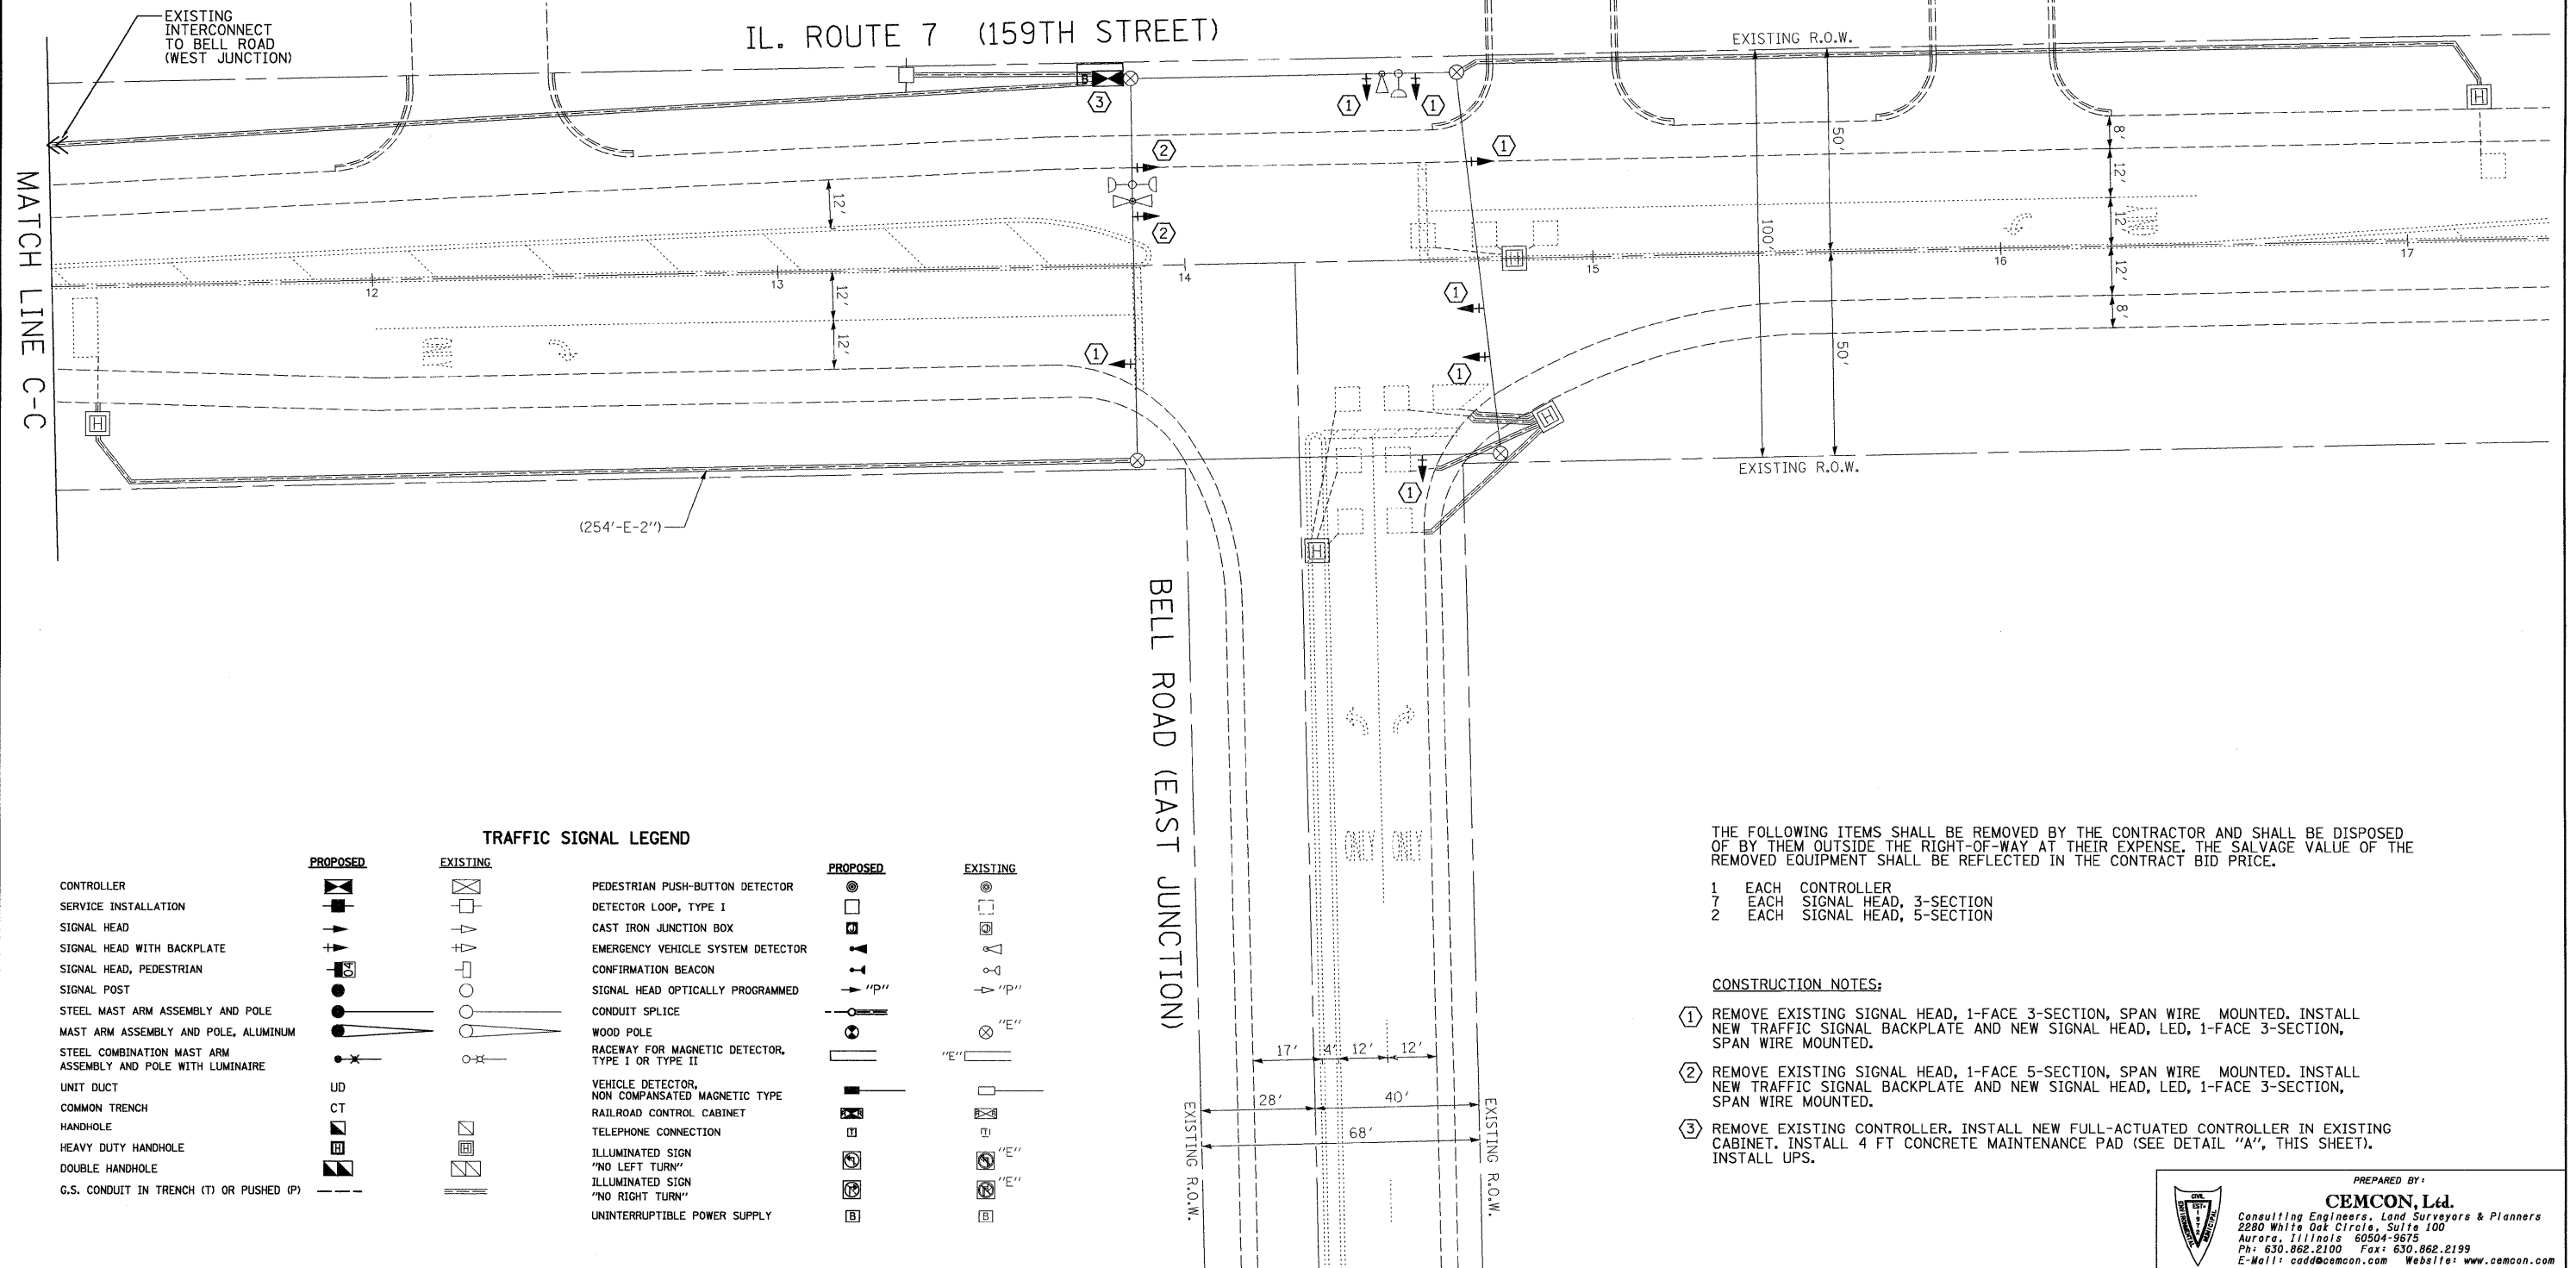 EXISTING
INTERCONNECT
TO BELL ROAD
(WEST JUNCTION)
IL. ROUTE 7 (159TH STREET)
EXISTING R.O.W.
B
3
1
1
H
2
1
2
12'
50'
100'
8'
12'
12'
12'
8'
MATCH LINE C-C
12
13
14
H
15
16
17
12'
12'
1
1
1
50'
ONLY
H
H
1
EXISTING R.O.W.
(254'-E-2")
H
BELL ROAD (EAST JUNCTION)
ONLY ONLY
17' 4' 12' 12'
28' 40'
68'
EXISTING R.O.W.
EXISTING R.O.W.
TRAFFIC SIGNAL LEGEND
PROPOSED EXISTING
CONTROLLER
SERVICE INSTALLATION
SIGNAL HEAD
SIGNAL HEAD WITH BACKPLATE
SIGNAL HEAD, PEDESTRIAN
SIGNAL POST
STEEL MAST ARM ASSEMBLY AND POLE
MAST ARM ASSEMBLY AND POLE, ALUMINUM
STEEL COMBINATION MAST ARM
ASSEMBLY AND POLE WITH LUMINAIRE
UNIT DUCT UD
COMMON TRENCH CT
HANDHOLE
HEAVY DUTY HANDHOLE H H
DOUBLE HANDHOLE
G.S. CONDUIT IN TRENCH (T) OR PUSHED (P)
PROPOSED EXISTING
PEDESTRIAN PUSH-BUTTON DETECTOR
DETECTOR LOOP, TYPE I
CAST IRON JUNCTION BOX
EMERGENCY VEHICLE SYSTEM DETECTOR
CONFIRMATION BEACON
SIGNAL HEAD OPTICALLY PROGRAMMED "P" "P"
CONDUIT SPLICE
WOOD POLE "E"
RACEWAY FOR MAGNETIC DETECTOR,
TYPE I OR TYPE II "E"
VEHICLE DETECTOR,
NON COMPANSATED MAGNETIC TYPE
RAILROAD CONTROL CABINET
TELEPHONE CONNECTION T T
ILLUMINATED SIGN
"NO LEFT TURN" "E"
ILLUMINATED SIGN
"NO RIGHT TURN" "E"
UNINTERRUPTIBLE POWER SUPPLY B B
THE FOLLOWING ITEMS SHALL BE REMOVED BY THE CONTRACTOR AND SHALL BE DISPOSED
OF BY THEM OUTSIDE THE RIGHT-OF-WAY AT THEIR EXPENSE. THE SALVAGE VALUE OF THE
REMOVED EQUIPMENT SHALL BE REFLECTED IN THE CONTRACT BID PRICE.
1 EACH CONTROLLER
7 EACH SIGNAL HEAD, 3-SECTION
2 EACH SIGNAL HEAD, 5-SECTION
CONSTRUCTION NOTES:
1 REMOVE EXISTING SIGNAL HEAD, 1-FACE 3-SECTION, SPAN WIRE MOUNTED. INSTALL
NEW TRAFFIC SIGNAL BACKPLATE AND NEW SIGNAL HEAD, LED, 1-FACE 3-SECTION,
SPAN WIRE MOUNTED.
2 REMOVE EXISTING SIGNAL HEAD, 1-FACE 5-SECTION, SPAN WIRE MOUNTED. INSTALL
NEW TRAFFIC SIGNAL BACKPLATE AND NEW SIGNAL HEAD, LED, 1-FACE 3-SECTION,
SPAN WIRE MOUNTED.
3 REMOVE EXISTING CONTROLLER. INSTALL NEW FULL-ACTUATED CONTROLLER IN EXISTING
CABINET. INSTALL 4 FT CONCRETE MAINTENANCE PAD (SEE DETAIL "A", THIS SHEET).
INSTALL UPS.
PREPARED BY:
CEMCON, Ltd.
Consulting Engineers, Land Surveyors & Planners
2280 White Oak Circle, Suite 100
Aurora, Illinois 60504-9675
Ph: 630.862.2100 Fax: 630.862.2199
E-Mail: cadd@cemcon.com Website: www.cemcon.com